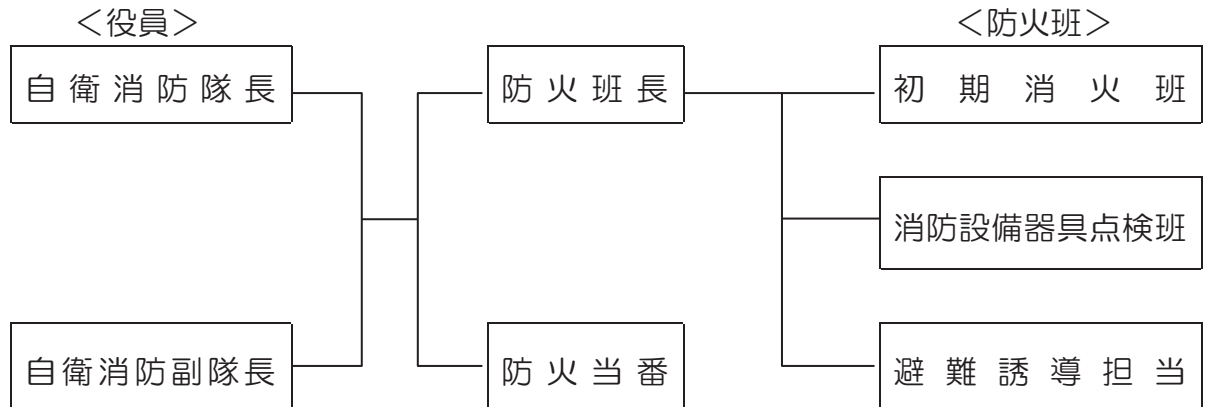 <役員>
<防火班>
自衛消防隊長
防火班長
初期消火班
消防設備器具点検班
自衛消防副隊長
防火当番
避難誘導担当